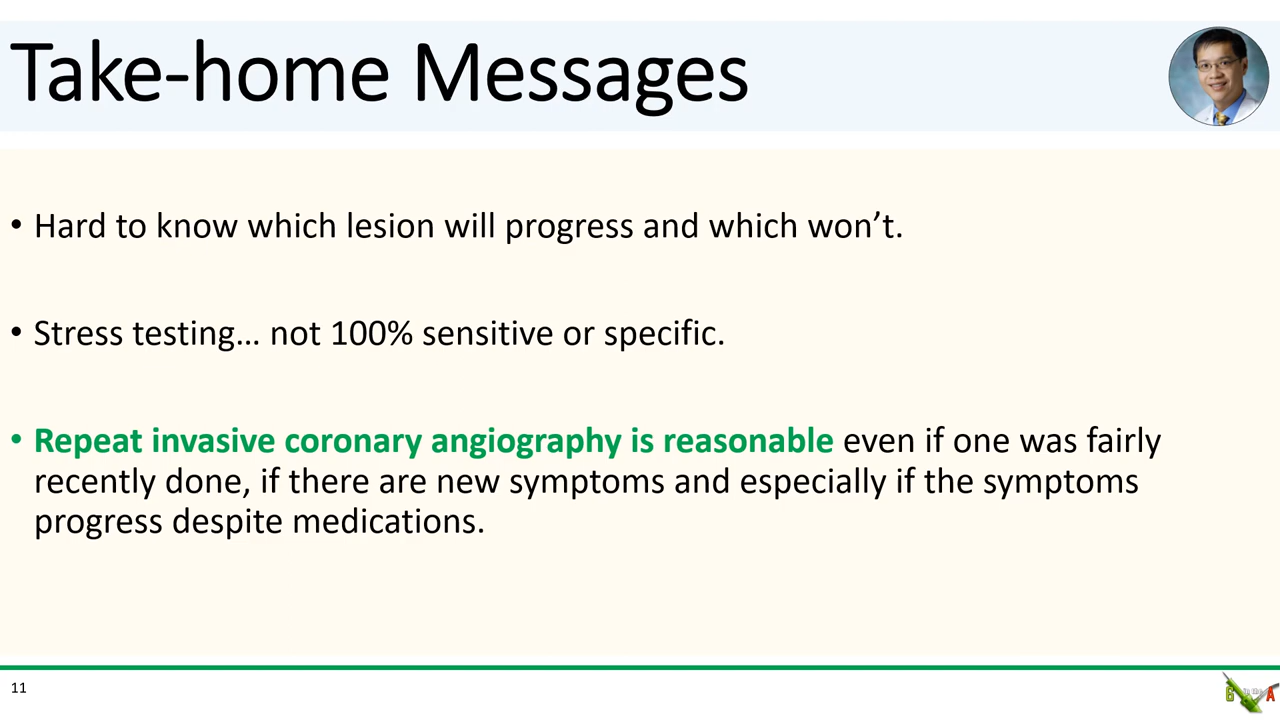 Take-home Messages
• Hard to know which lesion will progress and which won’t.
• Stress testing… not 100% sensitive or specific.
• Repeat invasive coronary angiography is reasonable even if one was fairly
recently done, if there are new symptoms and especially if the symptoms
progress despite medications.
11